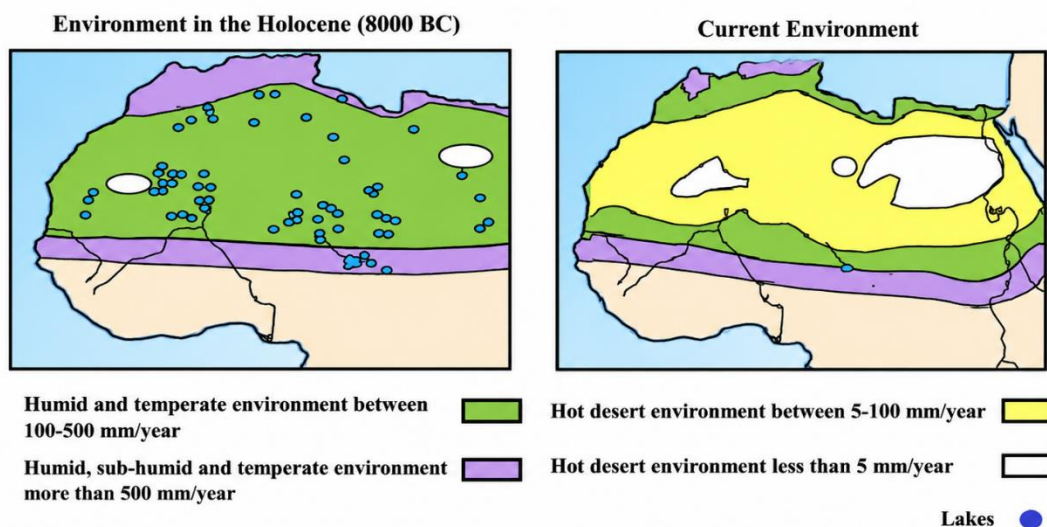 Environment in the Holocene (8000 BC)
Current Environment
Humid and temperate environment between
100-500 mm/year
Humid, sub-humid and temperate environment
more than 500 mm/year
Hot desert environment between 5-100 mm/year
Hot desert environment less than 5 mm/year
Lakes